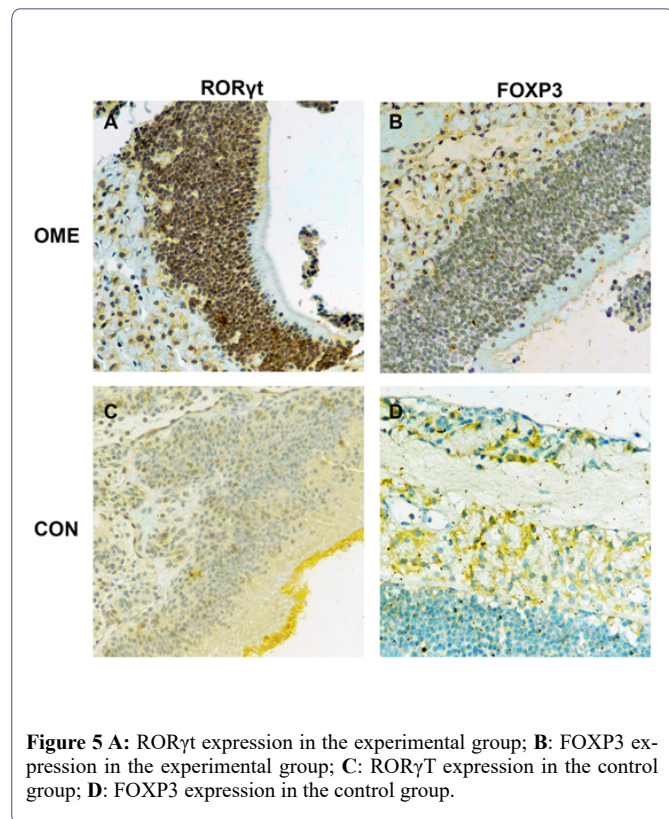 RORγt
FOXP3
A
B
OME
C
D
CON
Figure 5 A: RORγt expression in the experimental group; B: FOXP3 ex-
pression in the experimental group; C: RORγT expression in the control
group; D: FOXP3 expression in the control group.